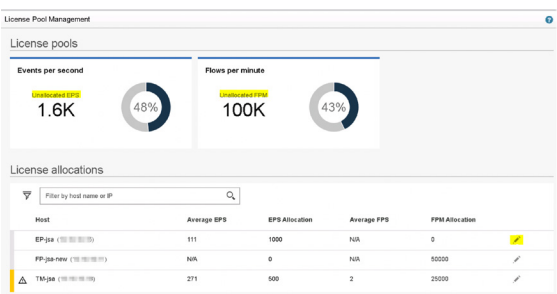 License Pool Management
License pools
Events per second
Unallocated EPS
1.6K
48%
Flows per minute
Unallocated FPM
100K
43%
License allocations
Filter by host name or IP
Host Average EPS EPS Allocation Average FPS FPM Allocation
EP-jsa 111 1000 N/A 0
FP-jsa-new N/A 0 50000
TM-jsa 271 500 2 25000